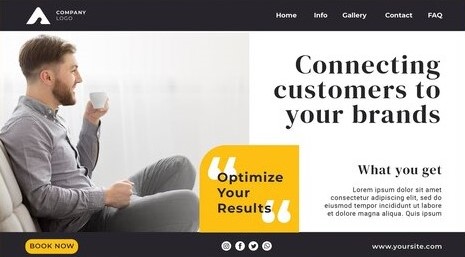 COMPANY
LOGO
Home Info Gallery Contact FAQ
Connecting
customers to
your brands
Optimize
Your
Results
What you get
Lorem ipsum dolor sit amet
consectetur adipiscing elit, sed do
eiusmod tempor incididunt ut labore et
dolore magna aliqua. Quis ipsum
BOOK NOW
www.yoursite.com